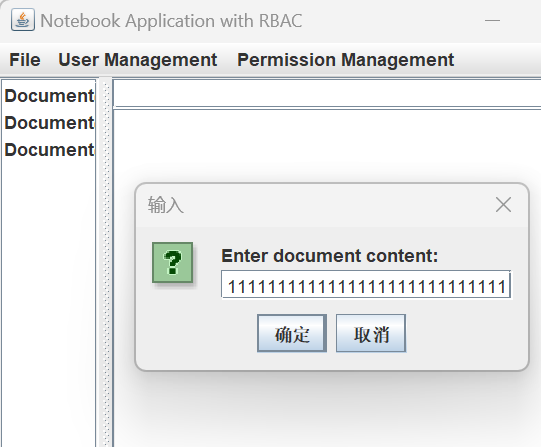 Notebook Application with RBAC
File User Management Permission Management
Document
Document
Document
输入
?
Enter document content:
1111111111111111111111111111
确定 取消